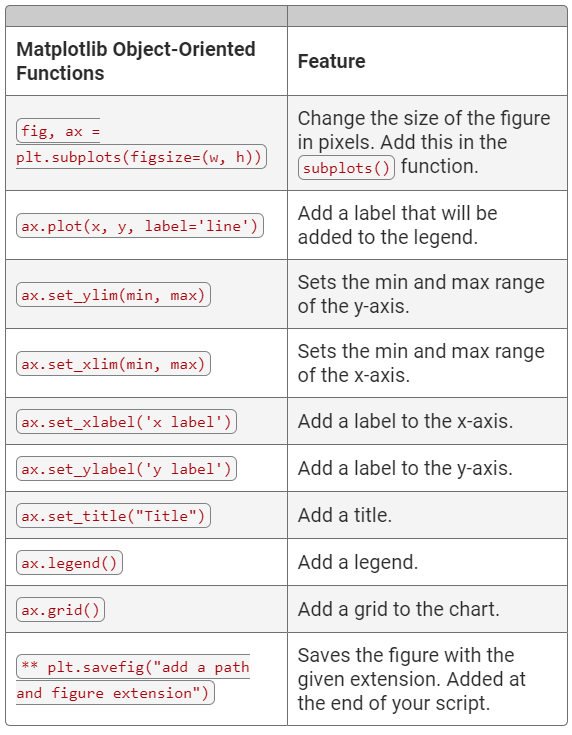 Matplotlib Object-Oriented
Functions
Feature
fig, ax =
plt.subplots(figsize=(w, h))
Change the size of the figure
in pixels. Add this in the
subplots() function.
ax.plot(x, y, label='line')
Add a label that will be
added to the legend.
ax.set_ylim(min, max)
Sets the min and max range
of the y-axis.
ax.set_xlim(min, max)
Sets the min and max range
of the x-axis.
ax.set_xlabel('x label')
Add a label to the x-axis.
ax.set_ylabel('y label')
Add a label to the y-axis.
ax.set_title("Title")
Add a title.
ax.legend()
Add a legend.
ax.grid()
Add a grid to the chart.
** plt.savefig("add a path
and figure extension")
Saves the figure with the
given extension. Added at
the end of your script.